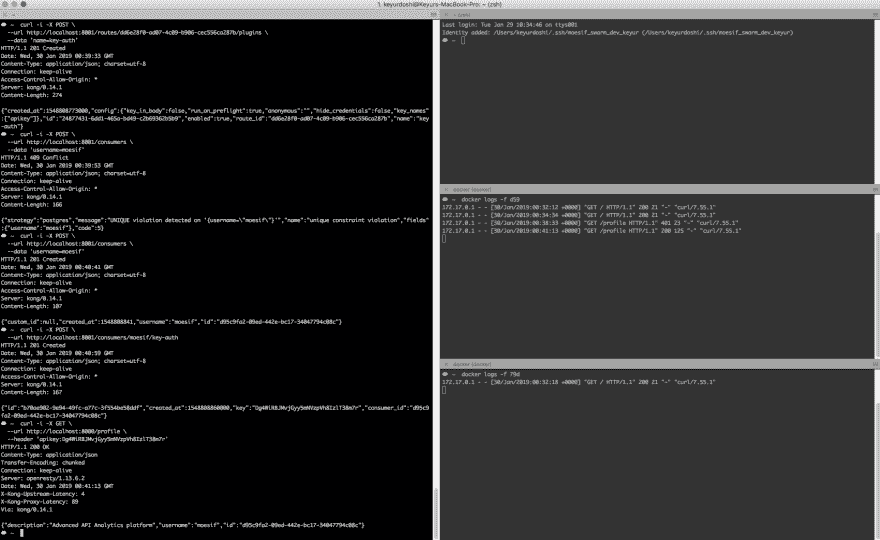 1. keyurdoshi@Keyurs-MacBook-Pro: ~ (zsh)
~ curl -i -X POST \
--url http://localhost:8001/routes/dd6e28f0-ad07-4c89-b906-cec556ca287b/plugins \
--data 'name=key-auth'
HTTP/1.1 201 Created
Date: Wed, 30 Jan 2019 00:39:33 GMT
Content-Type: application/json; charset=utf-8
Connection: keep-alive
Access-Control-Allow-Origin: *
Server: kong/0.14.1
Content-Length: 274
{"created_at":1548808773000,"config":{"key_in_body":false,"run_on_preflight":true,"anonymous":"","hide_credentials":false,"key_names"
:["apikey"]},"id":"24877431-6dd1-465a-bd49-c2b69362b5b9","enabled":true,"route_id":"dd6e28f0-ad07-4c89-b906-cec556ca287b","name":"key
-auth"}
~ curl -i -X POST \
--url http://localhost:8001/consumers \
--data 'username=moesif'
HTTP/1.1 409 Conflict
Date: Wed, 30 Jan 2019 00:39:53 GMT
Content-Type: application/json; charset=utf-8
Connection: keep-alive
Access-Control-Allow-Origin: *
Server: kong/0.14.1
Content-Length: 166
{"strategy":"postgres","message":"UNIQUE violation detected on '{username=\"moesif\"}'","name":"unique constraint violation","fields"
:{"username":"moesif"},"code":5}
~ curl -i -X POST \
--url http://localhost:8001/consumers \
--data 'username=moesif'
HTTP/1.1 201 Created
Date: Wed, 30 Jan 2019 00:40:41 GMT
Content-Type: application/json; charset=utf-8
Connection: keep-alive
Access-Control-Allow-Origin: *
Server: kong/0.14.1
Content-Length: 107
{"custom_id":null,"created_at":1548808841,"username":"moesif","id":"d95c9fa2-09ed-442e-bc17-34047794c08c"}
~ curl -i -X POST \
--url http://localhost:8001/consumers/moesif/key-auth
HTTP/1.1 201 Created
Date: Wed, 30 Jan 2019 00:40:59 GMT
Content-Type: application/json; charset=utf-8
Connection: keep-alive
Access-Control-Allow-Origin: *
Server: kong/0.14.1
Content-Length: 167
{"id":"b70ae902-9e94-49fc-a77c-3f554be58ddf","created_at":1548808860000,"key":"Dg4WiR8JMvjGyy5mNVzpVh8IzlT38m7r","consumer_id":"d95c9
fa2-09ed-442e-bc17-34047794c08c"}
~ curl -i -X GET \
--url http://localhost:8000/profile \
--header 'apikey:Dg4WiR8JMvjGyy5mNVzpVh8IzlT38m7r'
HTTP/1.1 200 OK
Content-Type: application/json
Transfer-Encoding: chunked
Connection: keep-alive
Server: openresty/1.13.6.2
Date: Wed, 30 Jan 2019 00:41:13 GMT
X-Kong-Upstream-Latency: 4
X-Kong-Proxy-Latency: 89
Via: kong/0.14.1
{"description":"Advanced API Analytics platform","username":"moesif","id":"d95c9fa2-09ed-442e-bc17-34047794c08c"}
~
~ (zsh)
Last login: Tue Jan 29 10:34:46 on ttys001
Identity added: /Users/keyurdoshi/.ssh/moesif_swarm_dev_keyur (/Users/keyurdoshi/.ssh/moesif_swarm_dev_keyur)
~
docker (docker)
~ docker logs -f d59
172.17.0.1 - - [30/Jan/2019:00:32:12 +0000] "GET / HTTP/1.1" 200 21 "-" "curl/7.55.1"
172.17.0.1 - - [30/Jan/2019:00:34:34 +0000] "GET / HTTP/1.1" 200 21 "-" "curl/7.55.1"
172.17.0.1 - - [30/Jan/2019:00:38:33 +0000] "GET /profile HTTP/1.1" 401 23 "-" "curl/7.55.1"
172.17.0.1 - - [30/Jan/2019:00:41:13 +0000] "GET /profile HTTP/1.1" 200 125 "-" "curl/7.55.1"
docker (docker)
~ docker logs -f 79d
172.17.0.1 - - [30/Jan/2019:00:32:18 +0000] "GET / HTTP/1.1" 200 21 "-" "curl/7.55.1"